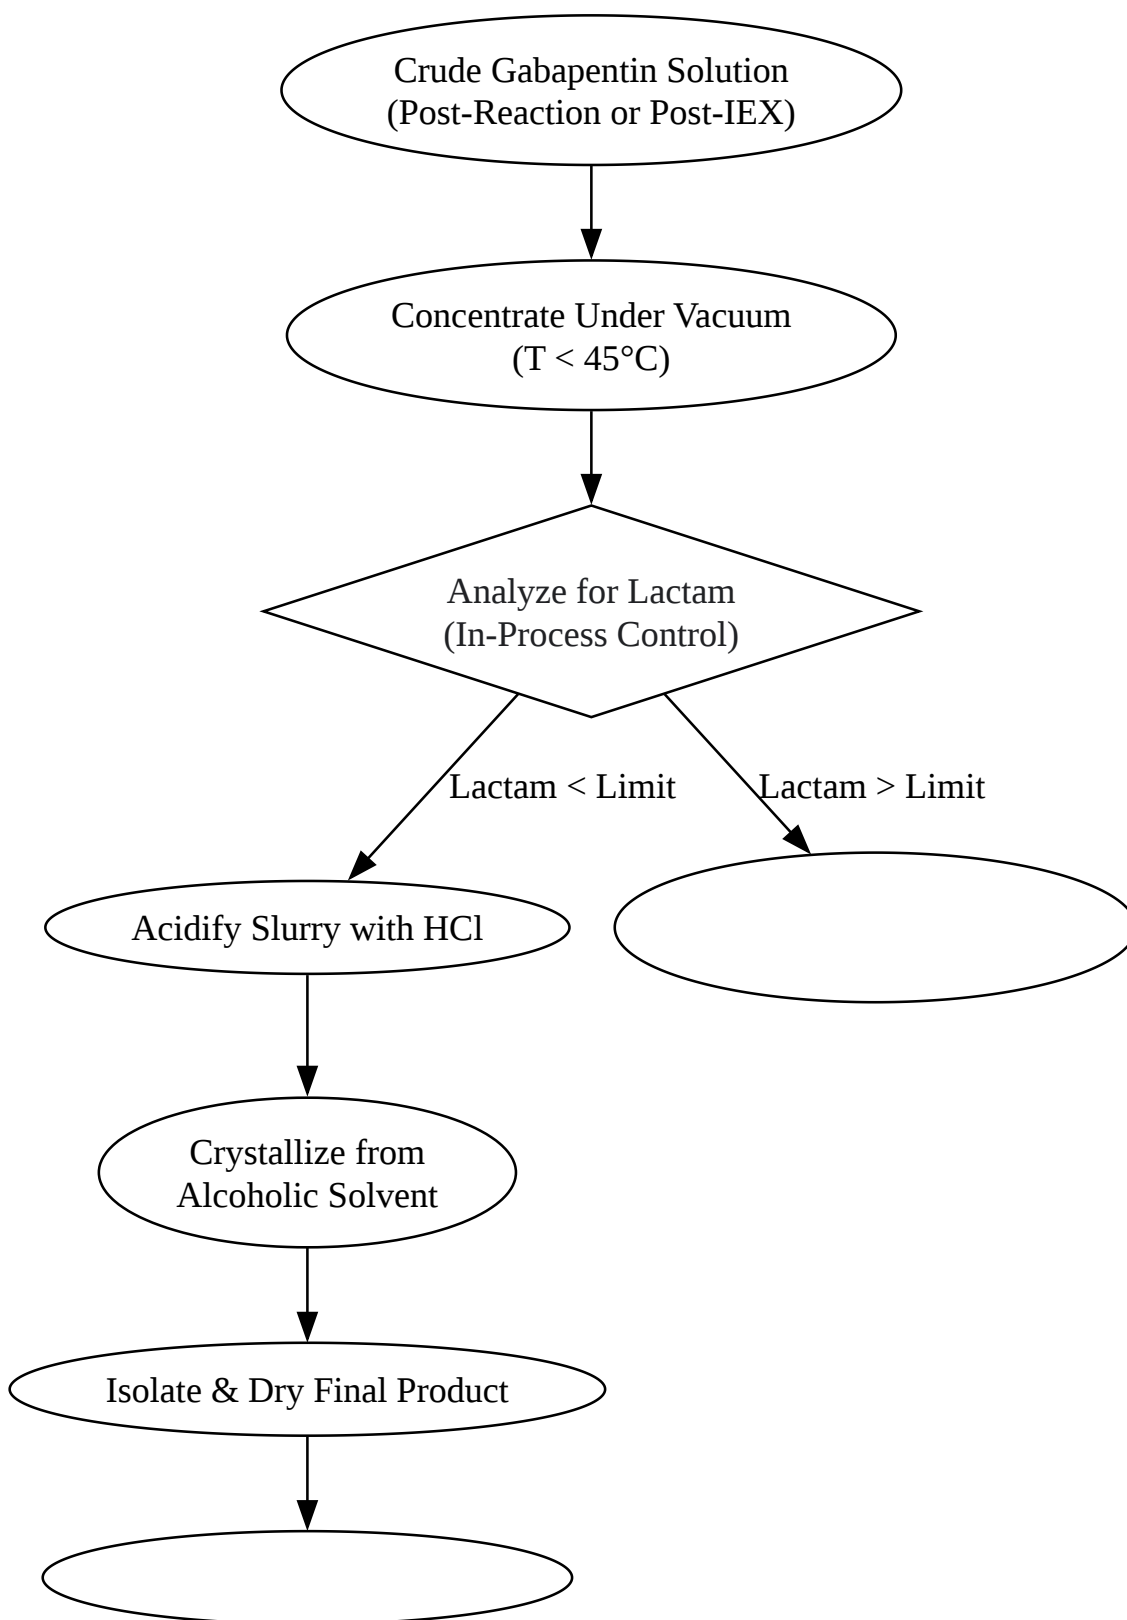 Crude Gabapentin Solution
(Post-Reaction or Post-IEX)
Concentrate Under Vacuum
(T < 45°C)
Analyze for Lactam
(In-Process Control)
Lactam < Limit
Lactam > Limit
Acidify Slurry with HCl
Crystallize from
Alcoholic Solvent
Isolate & Dry Final Product